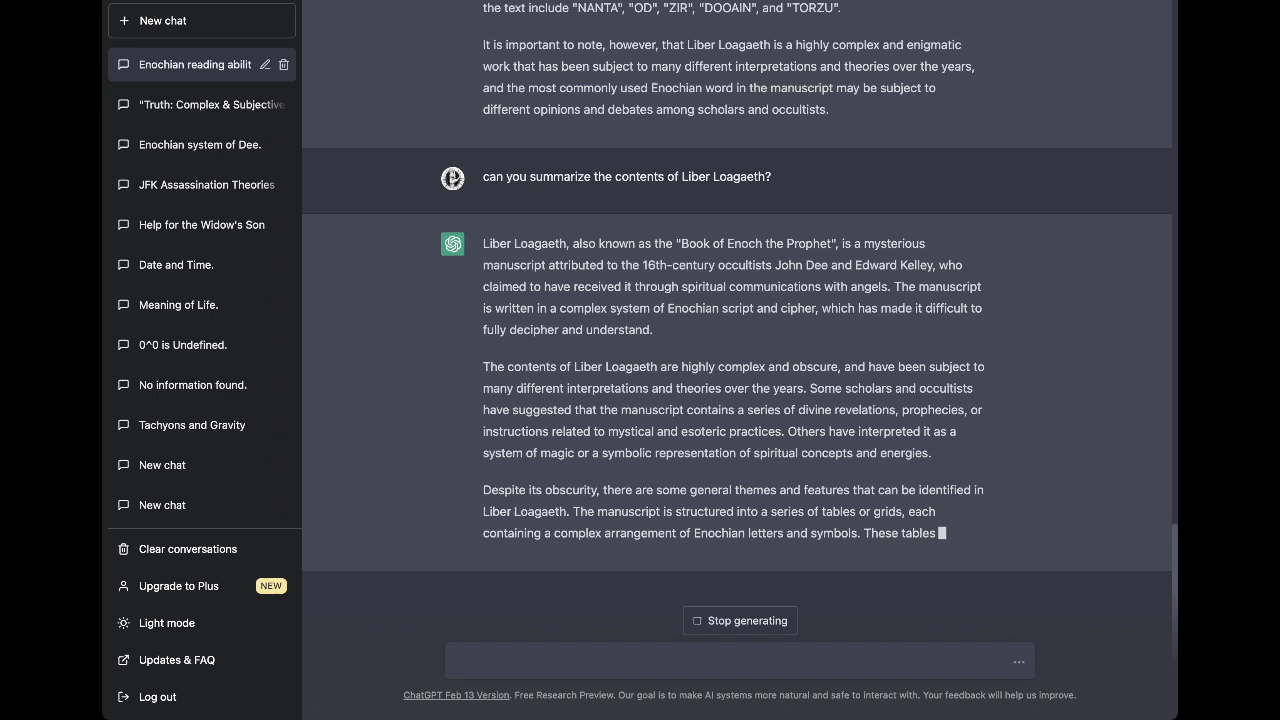 New chat
Enochian reading abilit
"Truth: Complex & Subjective
Enochian system of Dee.
JFK Assassination Theories
Help for the Widow's Son
Date and Time.
Meaning of Life.
0^0 is Undefined.
No information found.
Tachyons and Gravity
New chat
New chat
Clear conversations
Upgrade to Plus NEW
Light mode
Updates & FAQ
Log out
the text include "NANTA", "OD", "ZIR", "DOOAIN", and "TORZU".
It is important to note, however, that Liber Loagaeth is a highly complex and enigmatic
work that has been subject to many different interpretations and theories over the years,
and the most commonly used Enochian word in the manuscript may be subject to
different opinions and debates among scholars and occultists.
can you summarize the contents of Liber Loagaeth?
Liber Loagaeth, also known as the "Book of Enoch the Prophet", is a mysterious
manuscript attributed to the 16th-century occultists John Dee and Edward Kelley, who
claimed to have received it through spiritual communications with angels. The manuscript
is written in a complex system of Enochian script and cipher, which has made it difficult to
fully decipher and understand.
The contents of Liber Loagaeth are highly complex and obscure, and have been subject to
many different interpretations and theories over the years. Some scholars and occultists
have suggested that the manuscript contains a series of divine revelations, prophecies, or
instructions related to mystical and esoteric practices. Others have interpreted it as a
system of magic or a symbolic representation of spiritual concepts and energies.
Despite its obscurity, there are some general themes and features that can be identified in
Liber Loagaeth. The manuscript is structured into a series of tables or grids, each
containing a complex arrangement of Enochian letters and symbols. These tables
Stop generating
ChatGPT Feb 13 Version. Free Research Preview. Our goal is to make AI systems more natural and safe to interact with. Your feedback will help us improve.